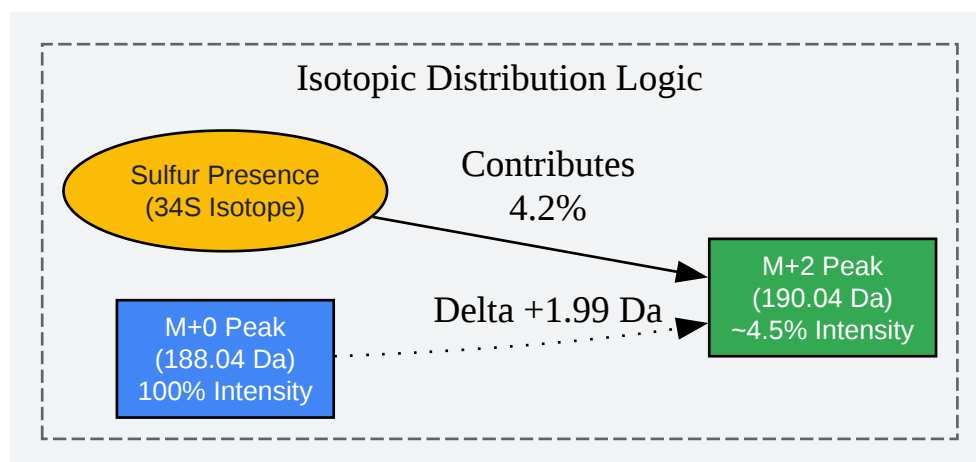 Isotopic Distribution Logic
Sulfur Presence
(34S Isotope)
Contributes
4.2%
M+2 Peak
(190.04 Da)
~4.5% Intensity
Delta +1.99 Da
M+0 Peak
(188.04 Da)
100% Intensity